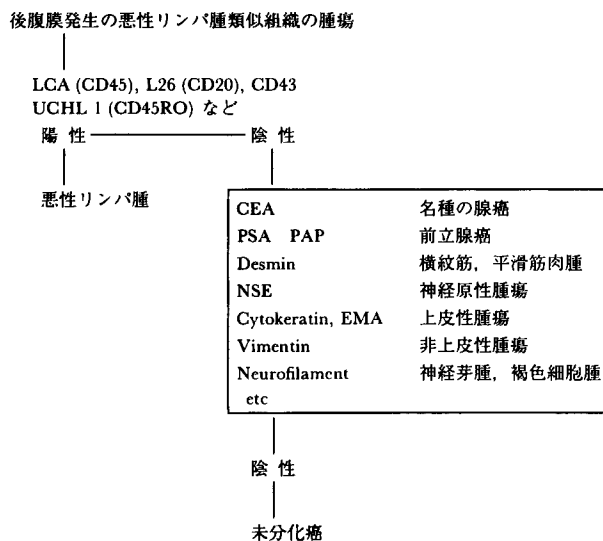 後腹膜発生の悪性リンパ腫類似組織の腫瘍
LCA (CD45), L26 (CD20), CD43
UCHL 1 (CD45RO) など
陽 性 陰 性
悪性リンパ腫
CEA 名種の腺癌
PSA PAP 前立腺癌
Desmin 横紋筋，平滑筋肉腫
NSE 神経原性腫瘍
Cytokeratin, EMA 上皮性腫瘍
Vimentin 非上皮性腫瘍
Neurofilament 神経芽腫，褐色細胞腫
etc
陰 性
未分化癌